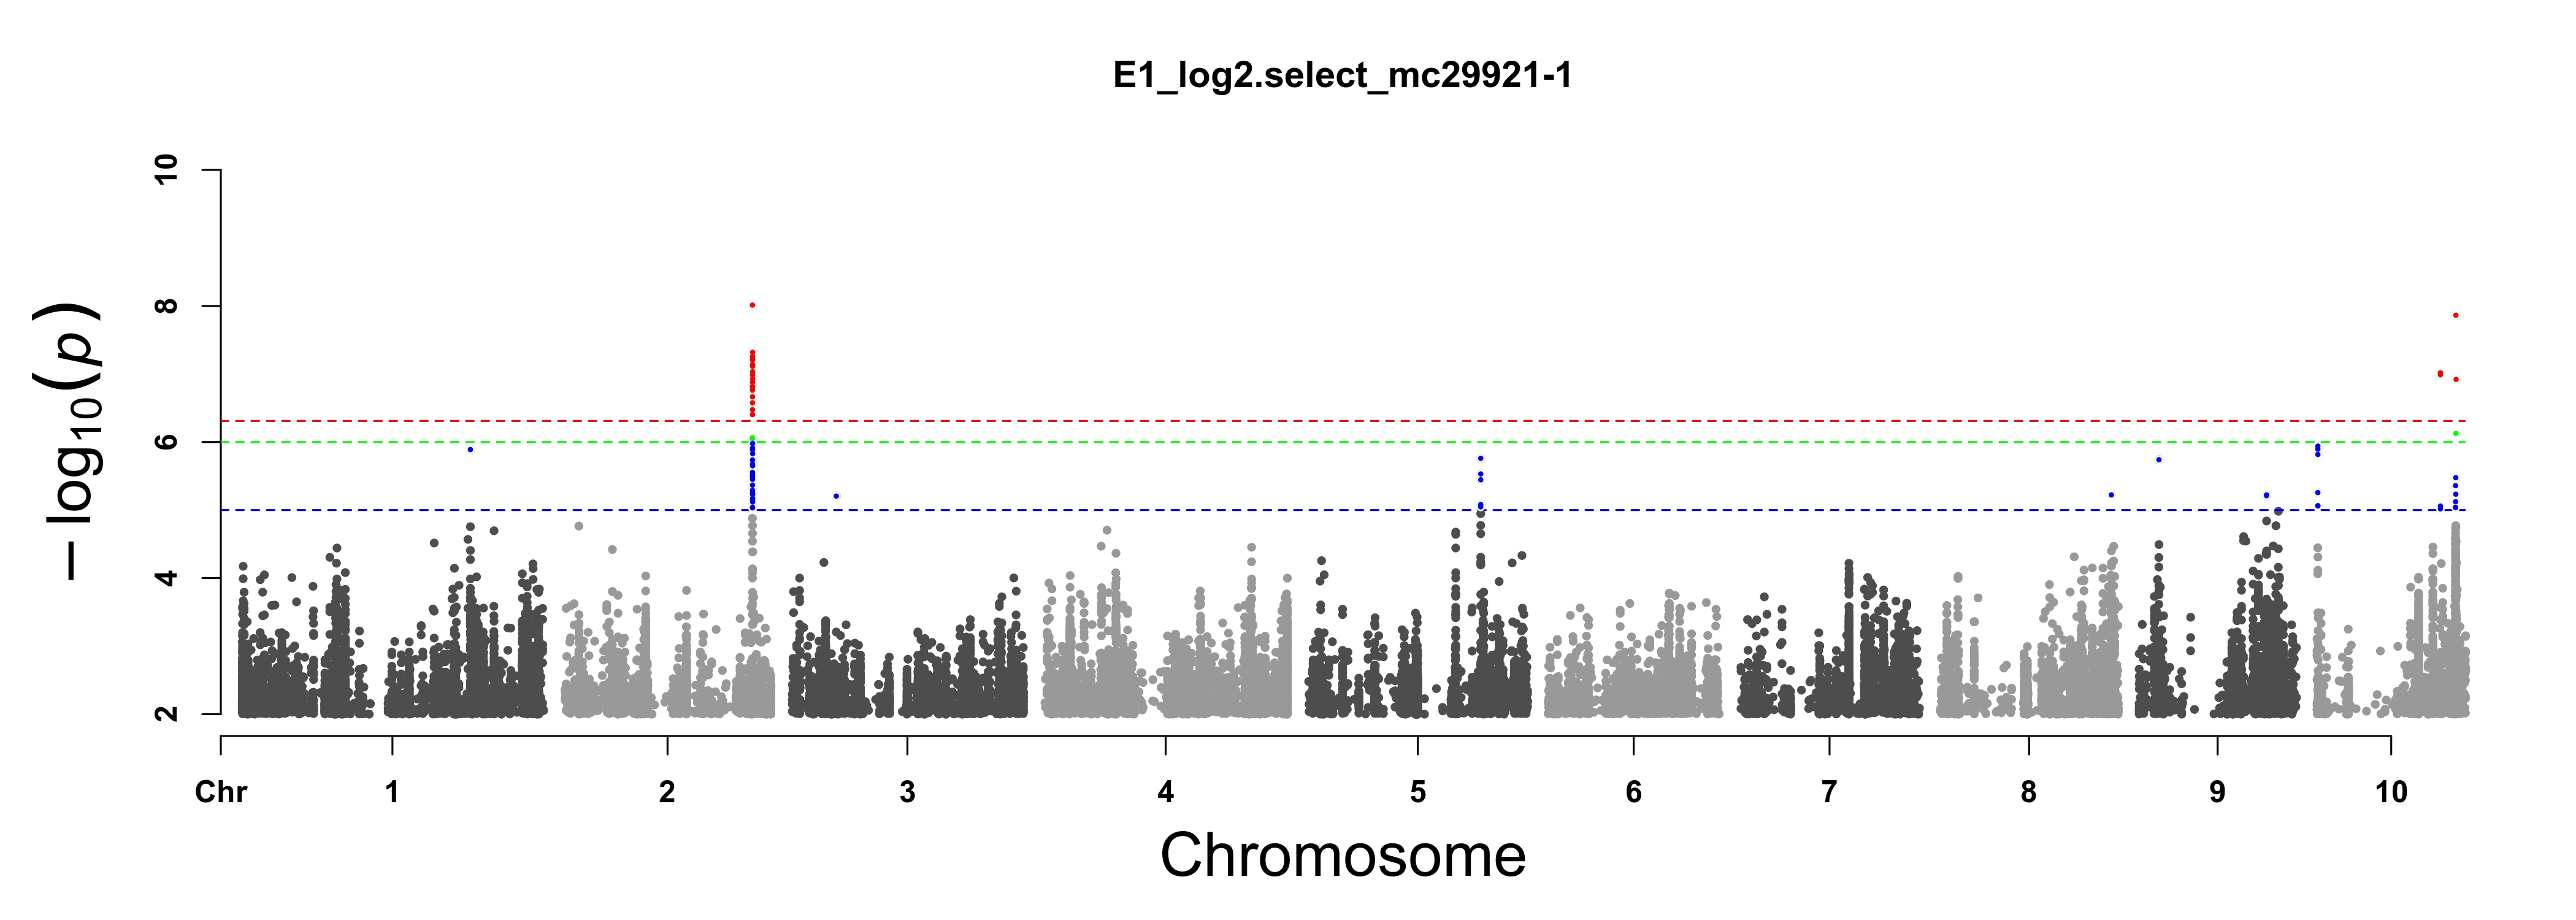 E1_log2.select_mc29921-1
10
8
6
4
2
− log10(p)
Chr 1 2 3 4 5 6 7 8 9 10
Chromosome